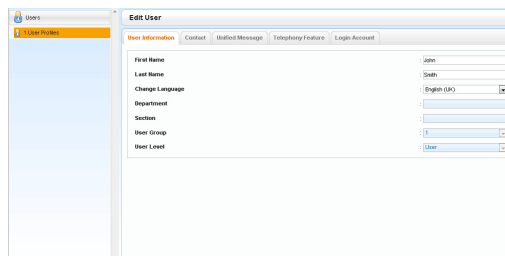 Users
1.User Profiles
Edit User
User Information Contact Unified Message Telephony Feature Login Account
First Name : John
Last Name : Smith
Change Language : English (UK)
Department :
Section :
User Group : 1
User Level : User